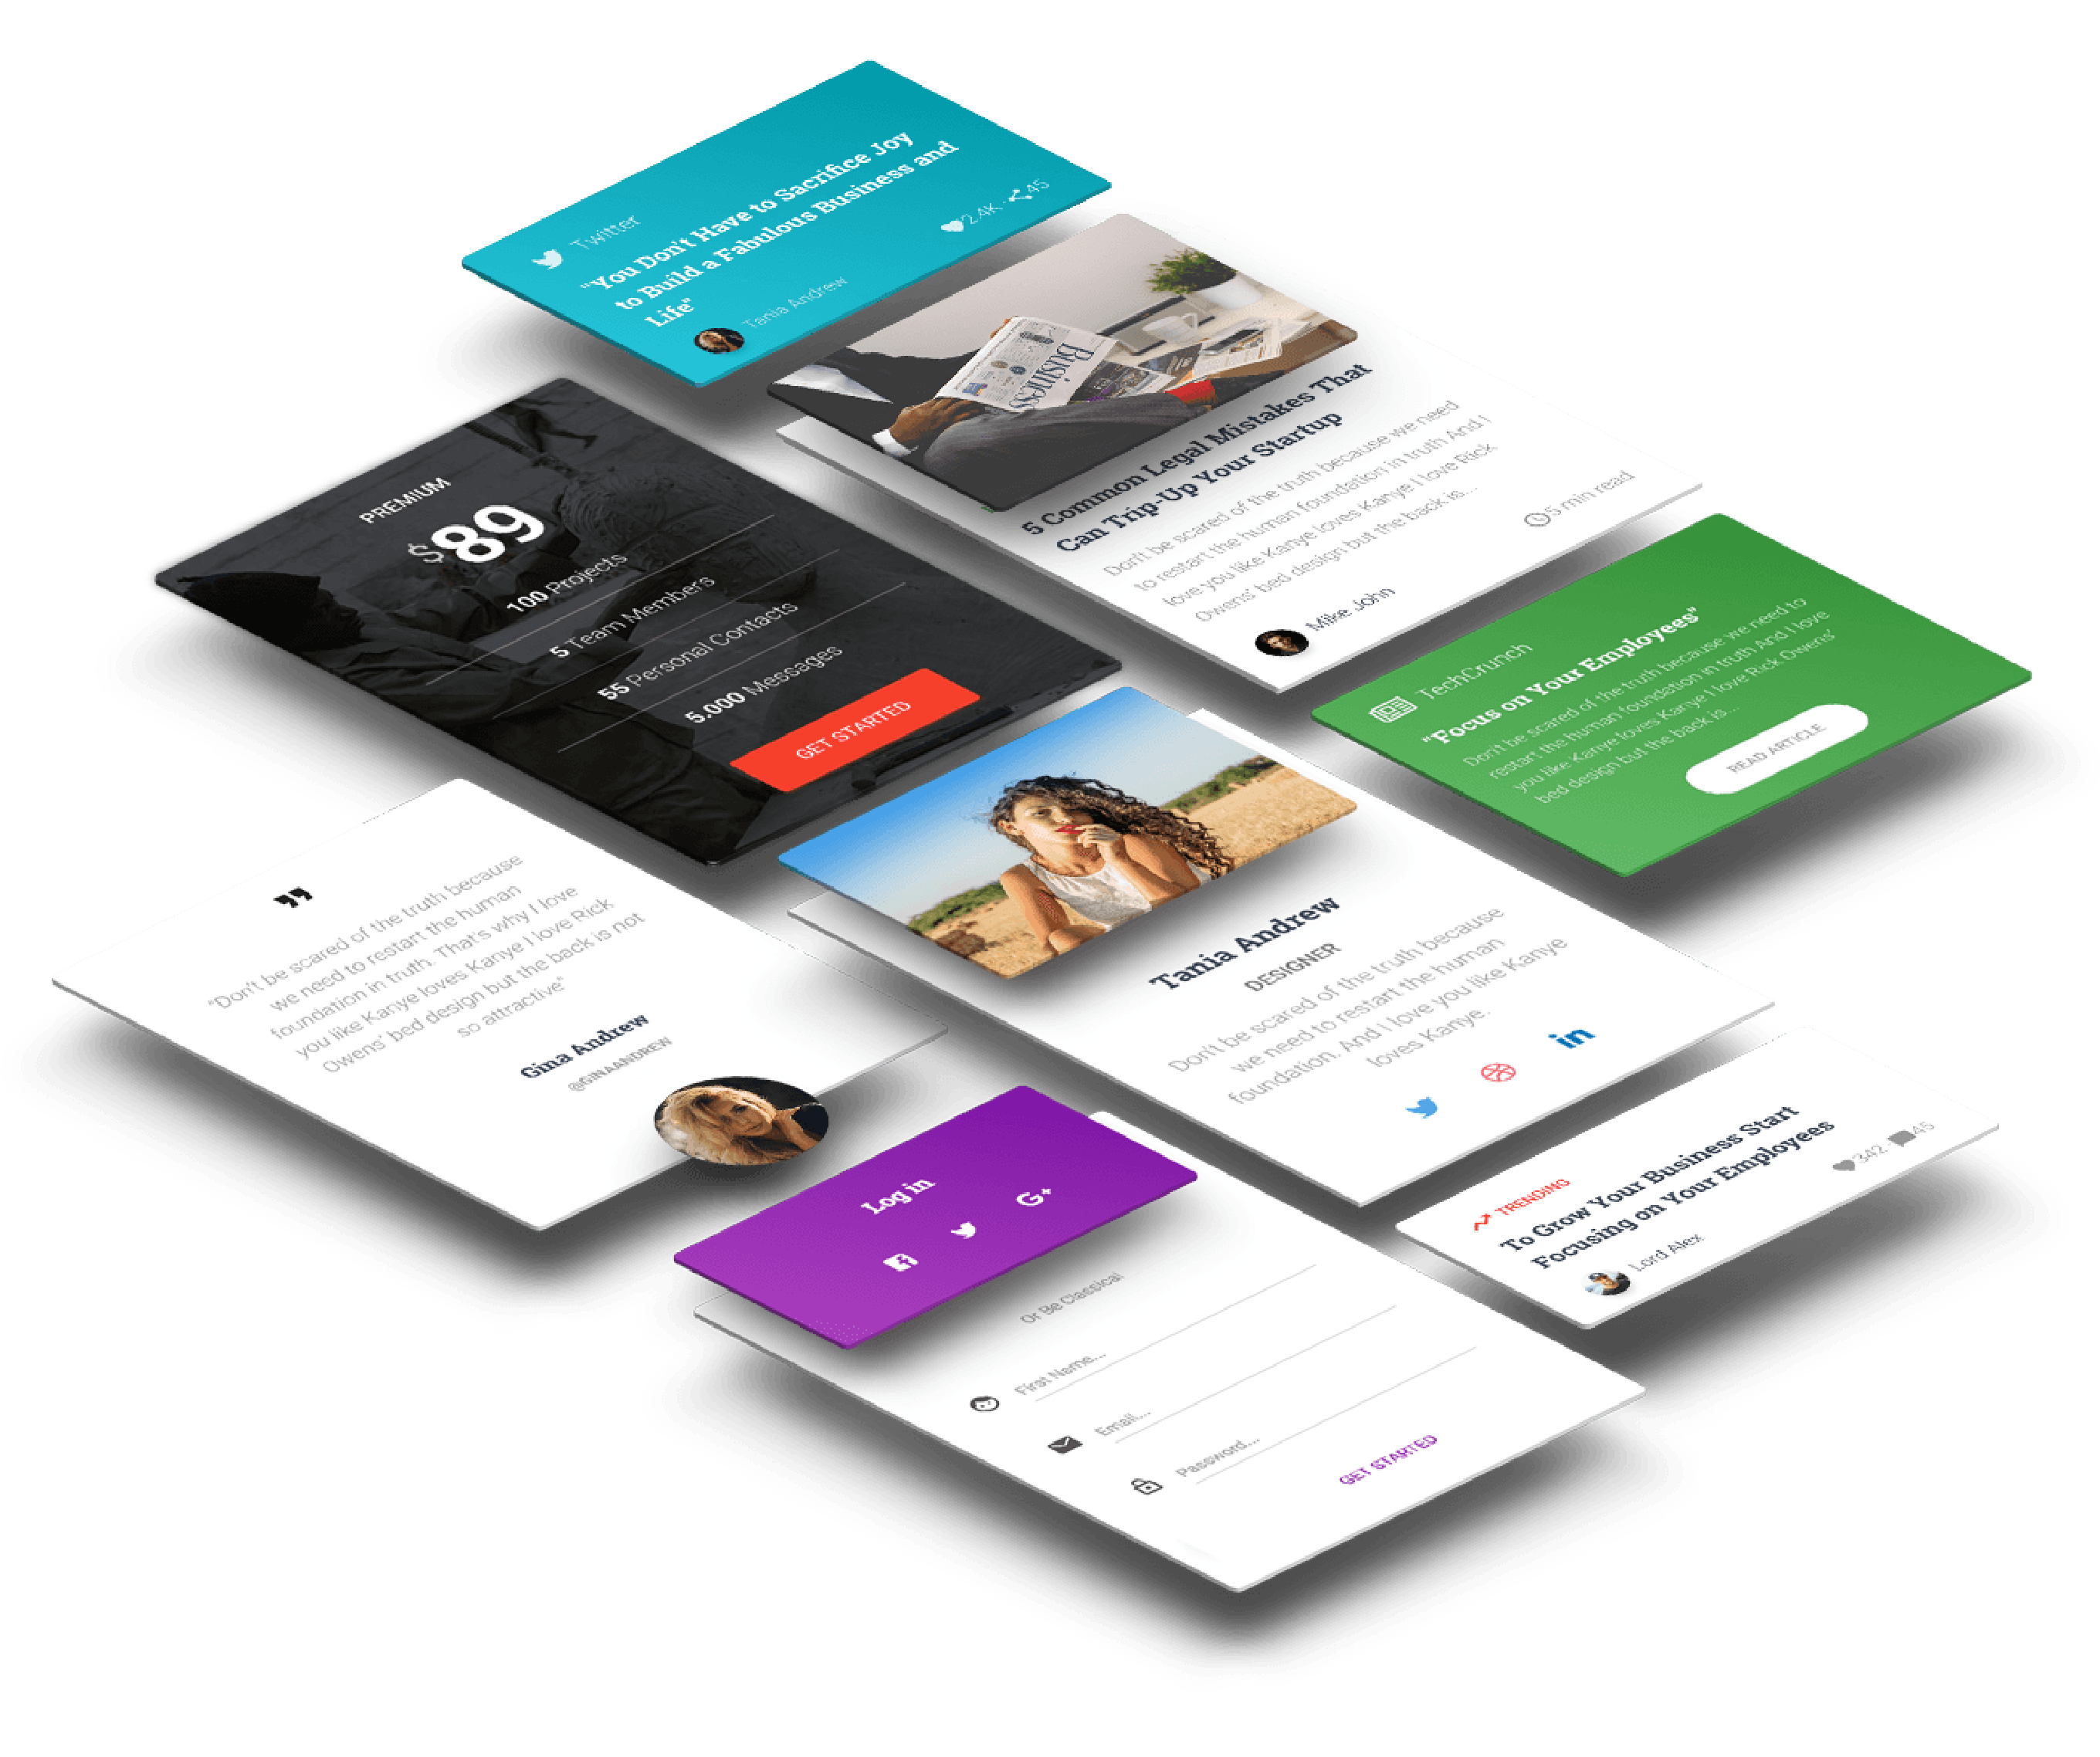 Twitter
"You Don't Have to Sacrifice Joy
to Build a Fabulous Business and
Life"
Tania Andrew
2.4K · 45
Business
5 Common Legal Mistakes That
Can Trip-Up Your Startup
Don't be scared of the truth because we need
to restart the human foundation in truth And I
love you like Kanye loves Kanye I love Rick
Owens' bed design but the back is...
Mike John
5 min read
PREMIUM
$89
100 Projects
5 Team Members
55 Personal Contacts
5.000 Messages
GET STARTED
TechCrunch
"Focus on Your Employees"
Don't be scared of the truth because we need to
restart the human foundation in truth And I love
you like Kanye loves Kanye I love Rick Owens'
bed design but the back is...
READ ARTICLE
"Don't be scared of the truth because
we need to restart the human
foundation in truth. That's why I love
you like Kanye loves Kanye I love Rick
Owens' bed design but the back is not
so attractive"
Gina Andrew
@GINAANDREW
Tania Andrew
DESIGNER
Don't be scared of the truth because
we need to restart the human
foundation. And I love you like Kanye
loves Kanye.
in
TRENDING
To Grow Your Business Start
Focusing on Your Employees
Lord Alex
342 · 45
Log in
G+
Or Be Classical
First Name...
Email...
Password...
GET STARTED